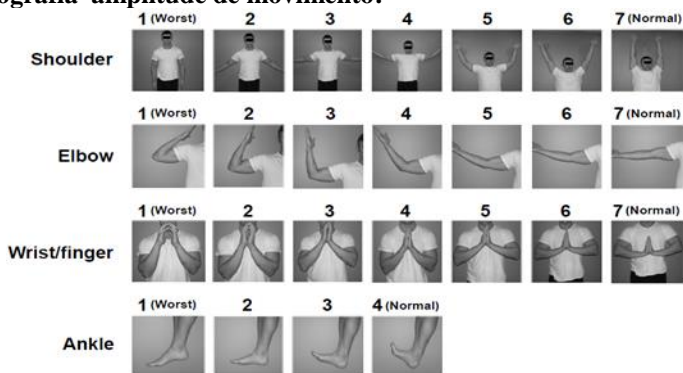 amplitude de movimento:
1 (Worst) 2 3 4 5 6 7 (Normal)
Shoulder
1 (Worst) 2 3 4 5 6 7 (Normal)
Elbow
1 (Worst) 2 3 4 5 6 7 (Normal)
Wrist/finger
1 (Worst) 2 3 4 (Normal)
Ankle